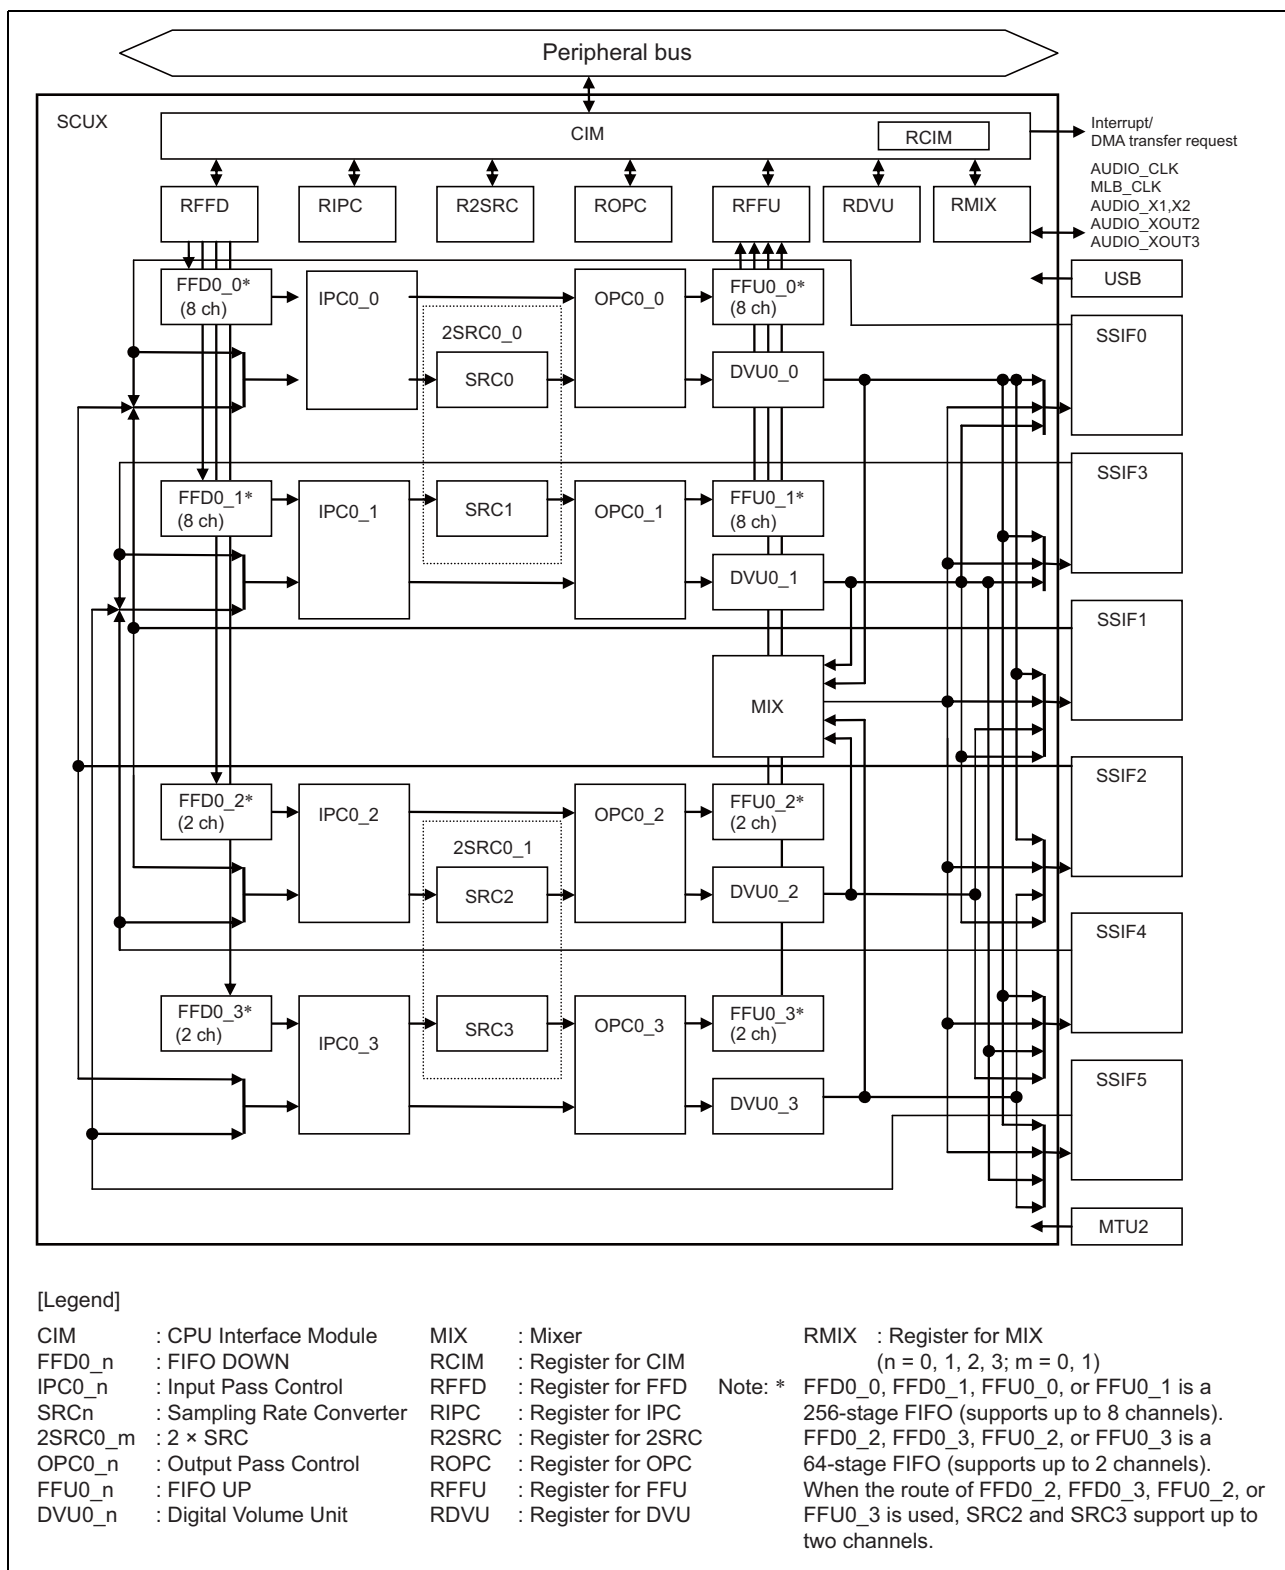 Peripheral bus
SCUX
CIM
RCIM
Interrupt/
DMA transfer request
AUDIO_CLK
MLB_CLK
AUDIO_X1,X2
AUDIO_XOUT2
AUDIO_XOUT3
RFFD
RIPC
R2SRC
ROPC
RFFU
RDVU
RMIX
USB
FFD0_0*
(8 ch)
IPC0_0
2SRC0_0
SRC0
OPC0_0
FFU0_0*
(8 ch)
DVU0_0
SSIF0
FFD0_1*
(8 ch)
IPC0_1
SRC1
OPC0_1
FFU0_1*
(8 ch)
DVU0_1
SSIF3
SSIF1
MIX
SSIF2
FFD0_2*
(2 ch)
IPC0_2
2SRC0_1
SRC2
OPC0_2
FFU0_2*
(2 ch)
DVU0_2
SSIF4
FFD0_3*
(2 ch)
IPC0_3
SRC3
OPC0_3
FFU0_3*
(2 ch)
DVU0_3
SSIF5
MTU2
[Legend]
CIM : CPU Interface Module
FFD0_n : FIFO DOWN
IPC0_n : Input Pass Control
SRCn : Sampling Rate Converter
2SRC0_m : 2 × SRC
OPC0_n : Output Pass Control
FFU0_n : FIFO UP
DVU0_n : Digital Volume Unit
MIX : Mixer
RCIM : Register for CIM
RFFD : Register for FFD
RIPC : Register for IPC
R2SRC : Register for 2SRC
ROPC : Register for OPC
RFFU : Register for FFU
RDVU : Register for DVU
RMIX : Register for MIX
(n = 0, 1, 2, 3; m = 0, 1)
Note: * FFD0_0, FFD0_1, FFU0_0, or FFU0_1 is a
256-stage FIFO (supports up to 8 channels).
FFD0_2, FFD0_3, FFU0_2, or FFU0_3 is a
64-stage FIFO (supports up to 2 channels).
When the route of FFD0_2, FFD0_3, FFU0_2, or
FFU0_3 is used, SRC2 and SRC3 support up to
two channels.